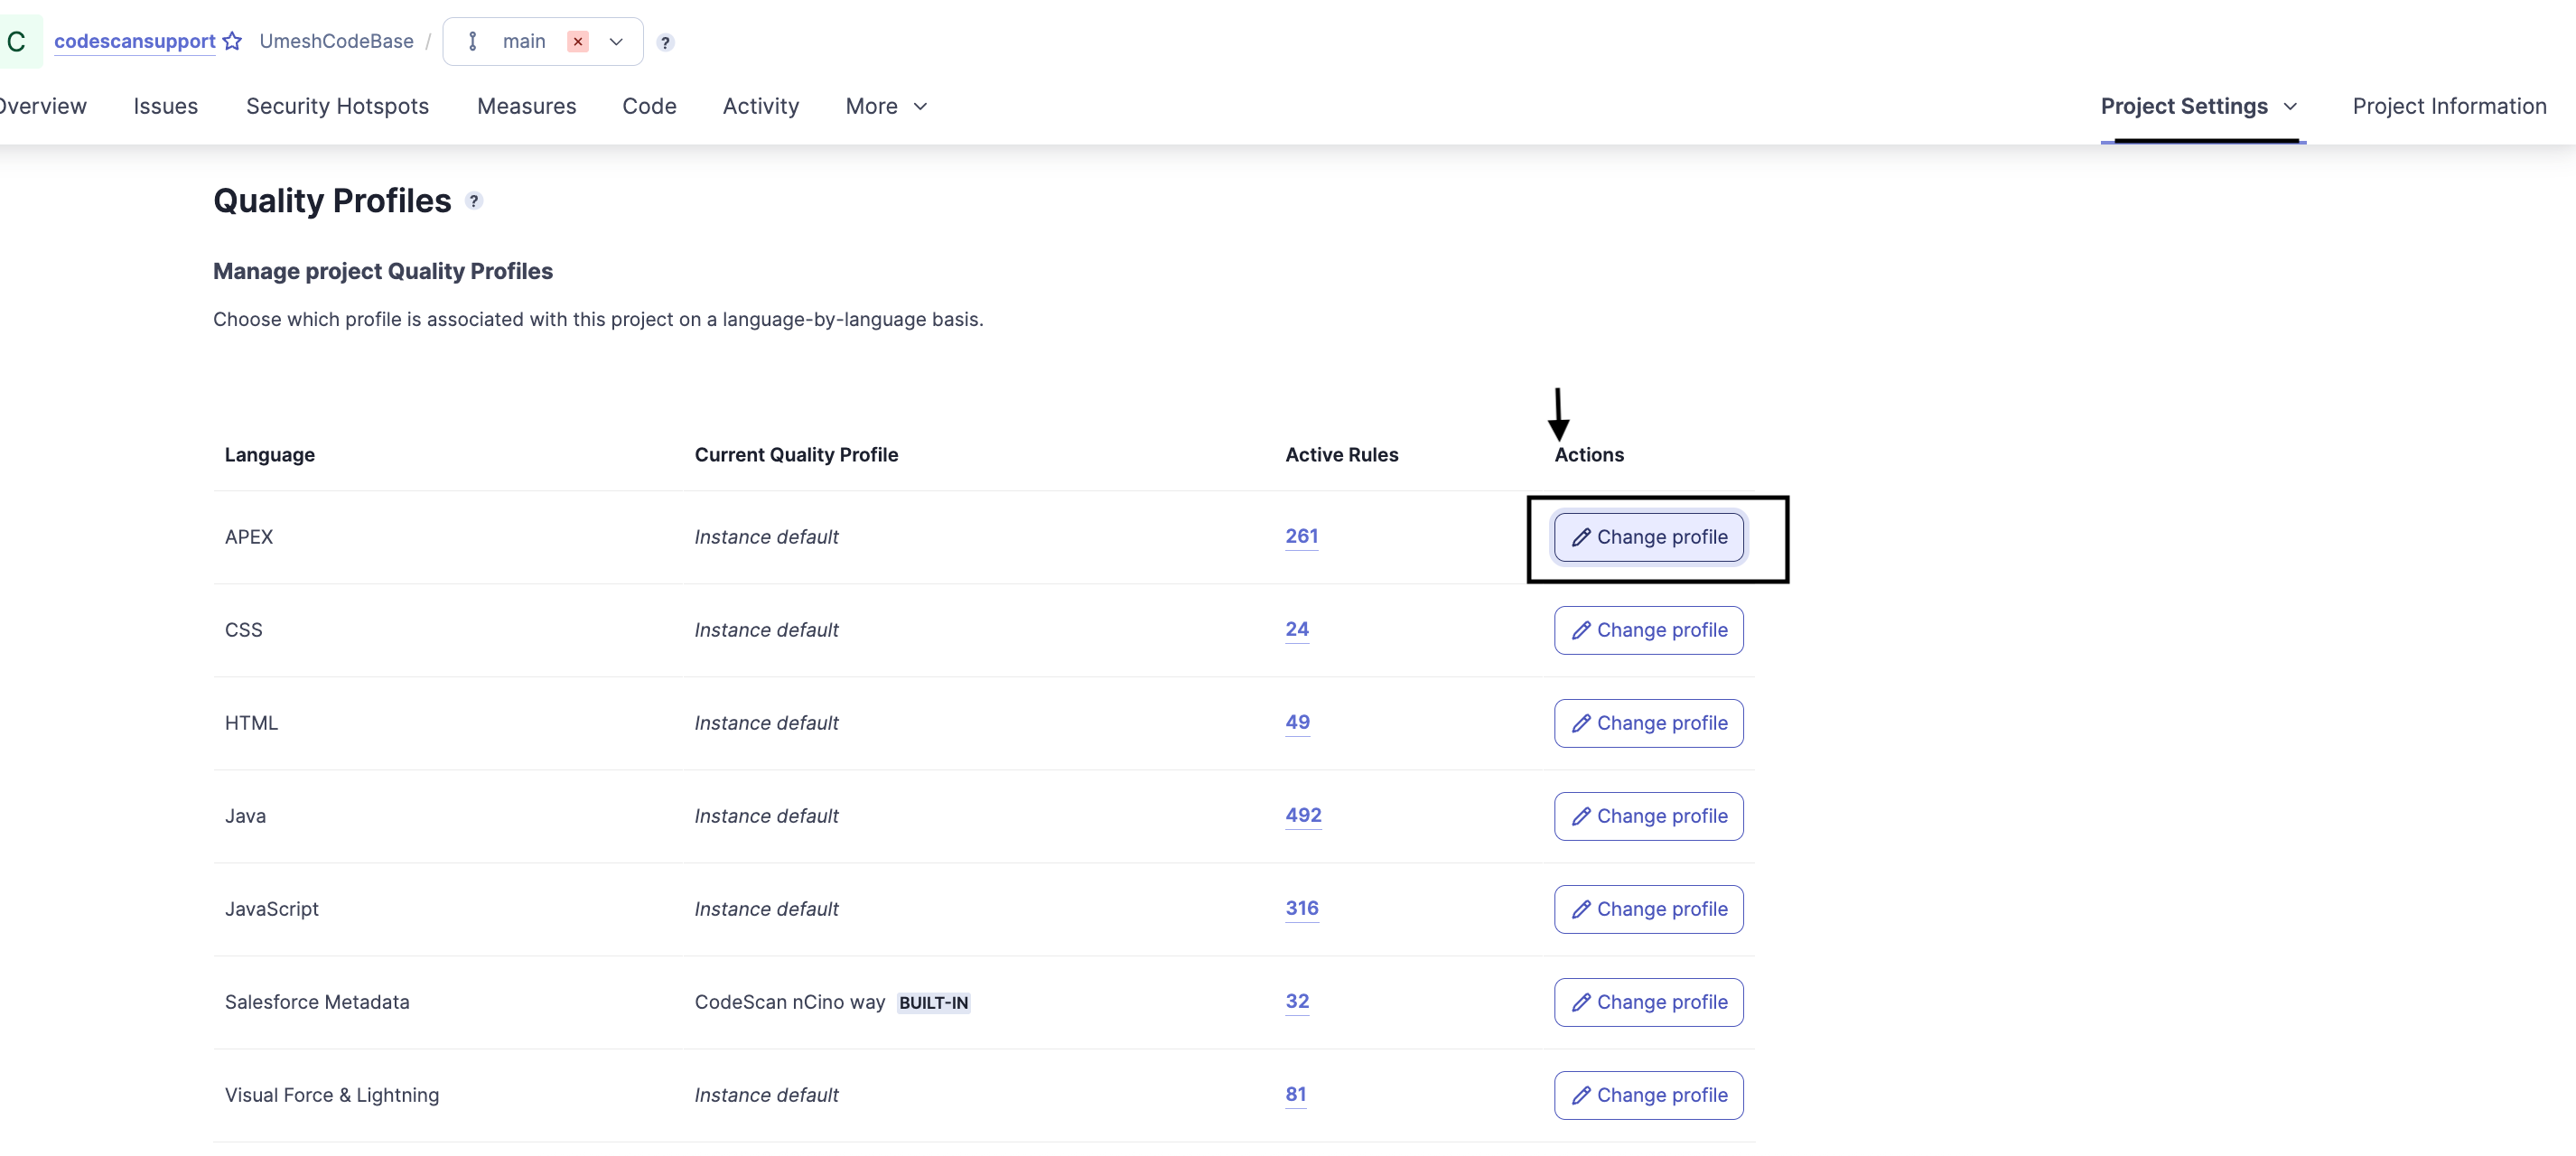 C codescansupport UmeshCodeBase / main ?
Overview Issues Security Hotspots Measures Code Activity More Project Settings Project Information
Quality Profiles ?
Manage project Quality Profiles
Choose which profile is associated with this project on a language-by-language basis.
Language Current Quality Profile Active Rules Actions
APEX Instance default 261 Change profile
CSS Instance default 24 Change profile
HTML Instance default 49 Change profile
Java Instance default 492 Change profile
JavaScript Instance default 316 Change profile
Salesforce Metadata CodeScan nCino way BUILT-IN 32 Change profile
Visual Force & Lightning Instance default 81 Change profile